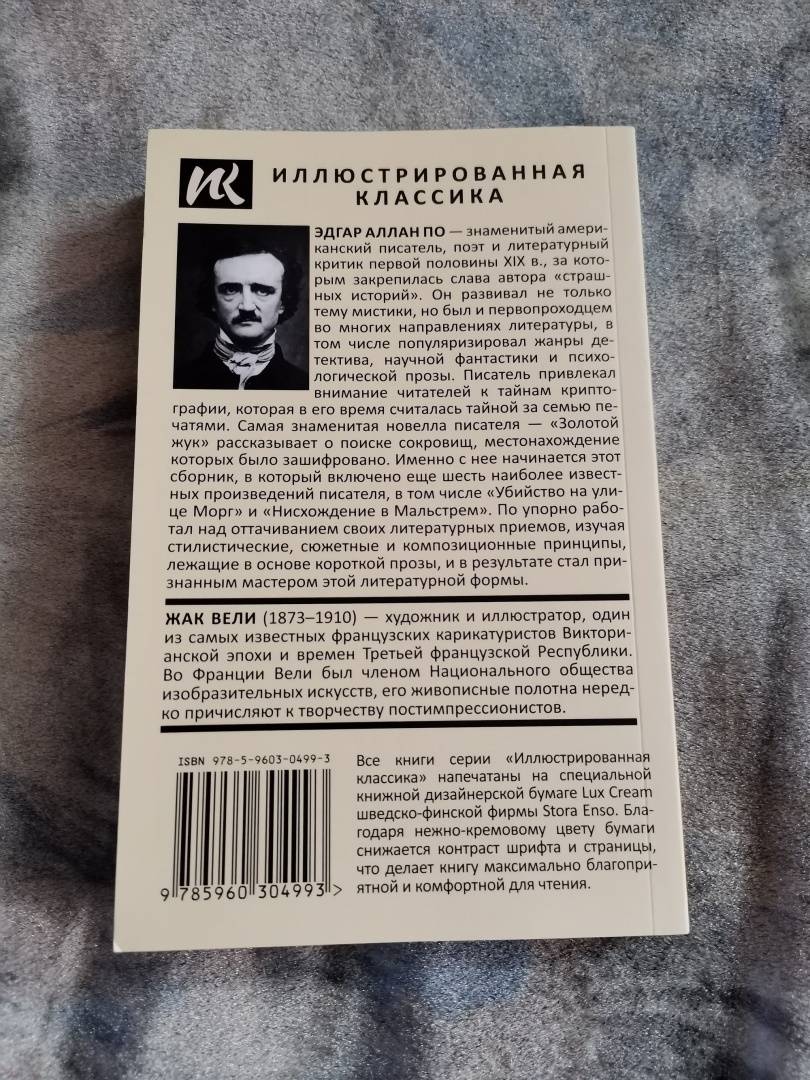 ИК
ИЛЛЮСТРИРОВАННАЯ
КЛАССИКА
ЭДГАР АЛЛАН ПО — знаменитый амери-
канский писатель, поэт и литературный
критик первой половины XIX в., за кото-
рым закрепилась слава автора «страш-
ных историй». Он развивал не только
тему мистики, но был и первопроходцем
во многих направлениях литературы, в
том числе популяризировал жанры де-
тектива, научной фантастики и психо-
логической прозы. Писатель привлекал
внимание читателей к тайнам крипто-
графии, которая в его время считалась тайной за семью пе-
чатями. Самая знаменитая новелла писателя — «Золотой
жук» рассказывает о поиске сокровищ, местонахождение
которых было зашифровано. Именно с нее начинается этот
сборник, в который включено еще шесть наиболее извест-
ных произведений писателя, в том числе «Убийство на ули-
це Морг» и «Нисхождение в Мальстрем». По упорно рабо-
тал над оттачиванием своих литературных приемов, изучая
стилистические, сюжетные и композиционные принципы,
лежащие в основе короткой прозы, и в результате стал при-
знанным мастером этой литературной формы.
ЖАК ВЕЛИ (1873–1910) — художник и иллюстратор, один
из самых известных французских карикатуристов Виктори-
анской эпохи и времен Третьей французской Республики.
Во Франции Вели был членом Национального общества
изобразительных искусств, его живописные полотна неред-
ко причисляют к творчеству постимпрессионистов.
ISBN 978-5-9603-0499-3
9 785960 304993 >
Все книги серии «Иллюстрированная
классика» напечатаны на специальной
книжной дизайнерской бумаге Lux Cream
шведско-финской фирмы Stora Enso. Бла-
годаря нежно-кремовому цвету бумаги
снижается контраст шрифта и страницы,
что делает книгу максимально благопри-
ятной и комфортной для чтения.